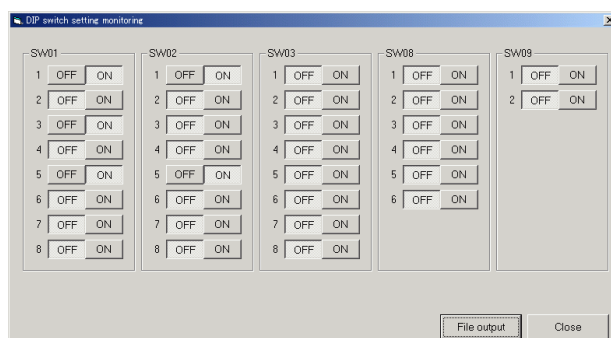 DIP switch setting monitoring
SW01 SW02 SW03 SW08 SW09
1 OFF ON 1 OFF ON 1 OFF ON 1 OFF ON 1 OFF ON
2 OFF ON 2 OFF ON 2 OFF ON 2 OFF ON 2 OFF ON
3 OFF ON 3 OFF ON 3 OFF ON 3 OFF ON
4 OFF ON 4 OFF ON 4 OFF ON 4 OFF ON
5 OFF ON 5 OFF ON 5 OFF ON 5 OFF ON
6 OFF ON 6 OFF ON 6 OFF ON 6 OFF ON
7 OFF ON 7 OFF ON 7 OFF ON
8 OFF ON 8 OFF ON 8 OFF ON
File output Close